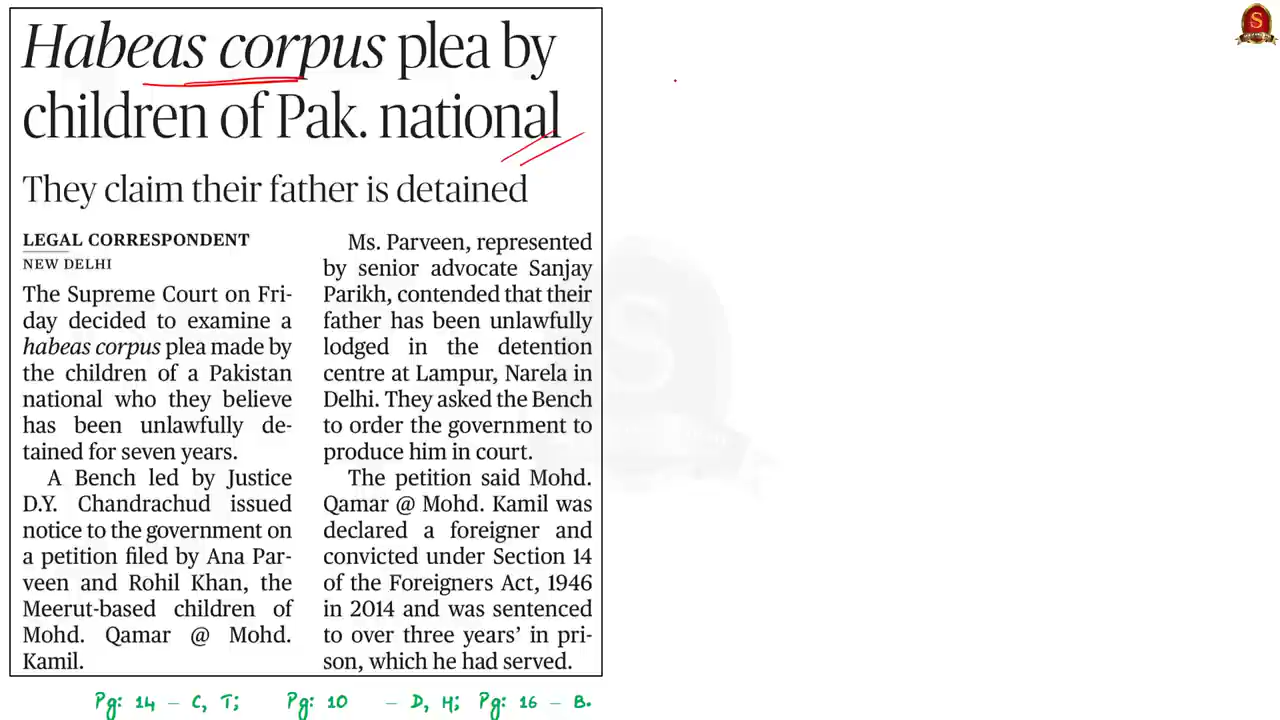 Habeas corpus plea by
children of Pak. national
They claim their father is detained
LEGAL CORRESPONDENT
NEW DELHI
The Supreme Court on Fri-
day decided to examine a
habeas corpus plea made by
the children of a Pakistan
national who they believe
has been unlawfully de-
tained for seven years.
A Bench led by Justice
D.Y. Chandrachud issued
notice to the government on
a petition filed by Ana Par-
veen and Rohil Khan, the
Meerut-based children of
Mohd. Qamar @ Mohd.
Kamil.
Ms. Parveen, represented
by senior advocate Sanjay
Parikh, contended that their
father has been unlawfully
lodged in the detention
centre at Lampur, Narela in
Delhi. They asked the Bench
to order the government to
produce him in court.
The petition said Mohd.
Qamar @ Mohd. Kamil was
declared a foreigner and
convicted under Section 14
of the Foreigners Act, 1946
in 2014 and was sentenced
to over three years’ in pri-
son, which he had served.
Pg: 14 – C, T; Pg: 10 – D, H; Pg: 16 – B.
S